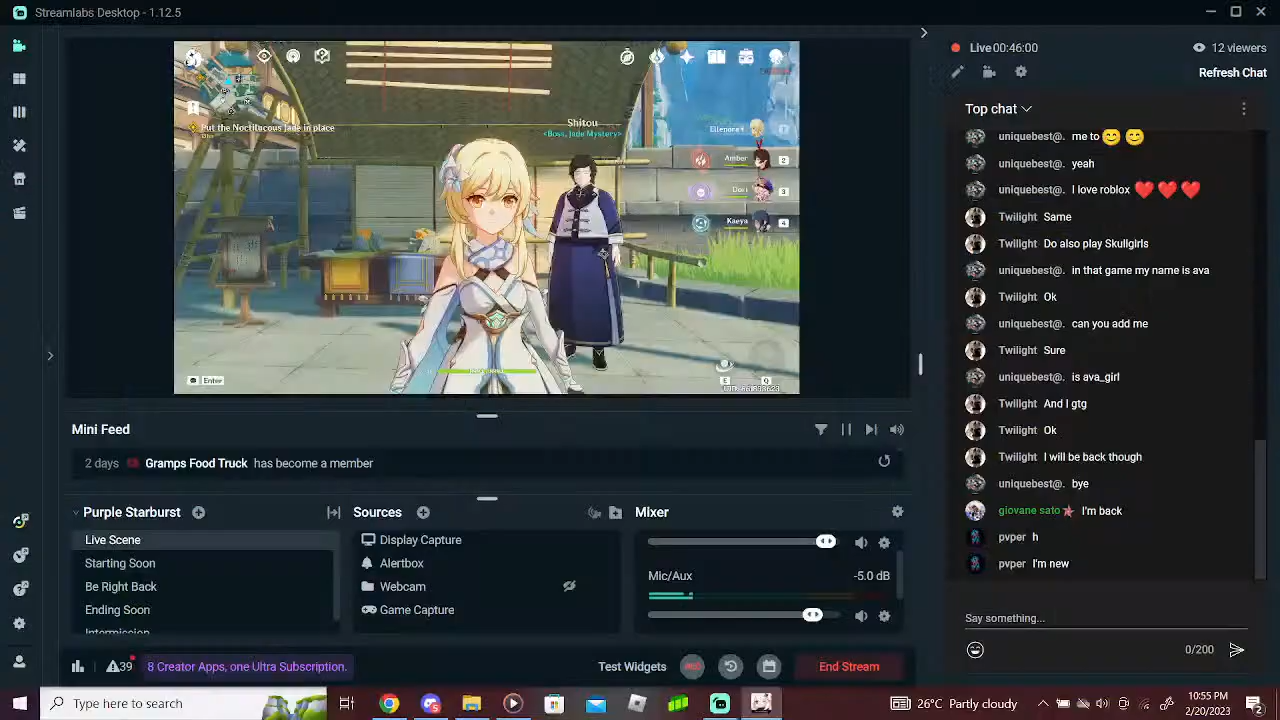 Streamlabs Desktop - 1.12.5
Live 00:46:00
12 viewers
Refresh Chat
Top chat
Put the Noctilucous Jade in place
Shitou
<Boss, Jade Mystery>
Amber 2
Dori 3
Kaeya 4
Enter
E
Q
uniquebest@. me to 😊 😊
uniquebest@. yeah
uniquebest@. I love roblox ❤️ ❤️ ❤️
Twilight Same
Twilight Do also play Skullgirls
uniquebest@. in that game my name is ava
Twilight Ok
uniquebest@. can you add me
Twilight Sure
uniquebest@. is ava_girl
Twilight And I gtg
Twilight Ok
Twilight I will be back though
uniquebest@. bye
giovane sato I'm back
pvper h
pvper I'm new
Say something...
0/200
Mini Feed
2 days Gramps Food Truck has become a member
Purple Starburst
Live Scene
Starting Soon
Be Right Back
Ending Soon
Intermission
Sources
Display Capture
Alertbox
Webcam
Game Capture
Mixer
Mic/Aux -5.0 dB
39
8 Creator Apps, one Ultra Subscription.
Test Widgets
REC
End Stream
Type here to search
26°C Partly cloudy
10:55 PM
2/20/2023
2